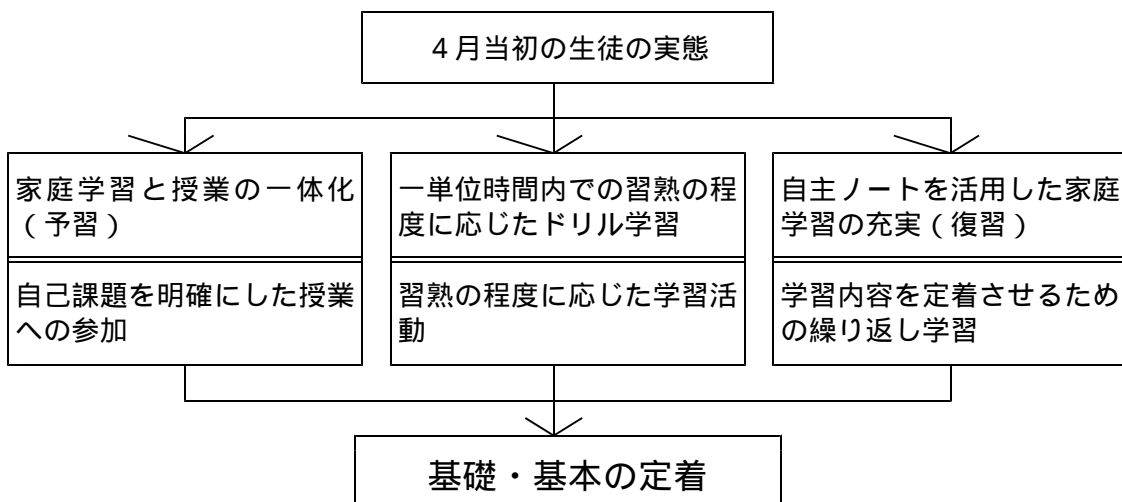 ４月当初の生徒の実態
家庭学習と授業の一体化
（予習）
自己課題を明確にした授業
への参加
一単位時間内での習熟の程
度に応じたドリル学習
習熟の程度に応じた学習活
動
自主ノートを活用した家庭
学習の充実（復習）
学習内容を定着させるため
の繰り返し学習
基礎・基本の定着